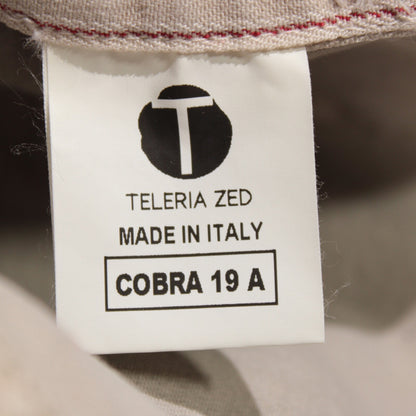 T
TELERIA ZED
MADE IN ITALY
COBRA 19 A